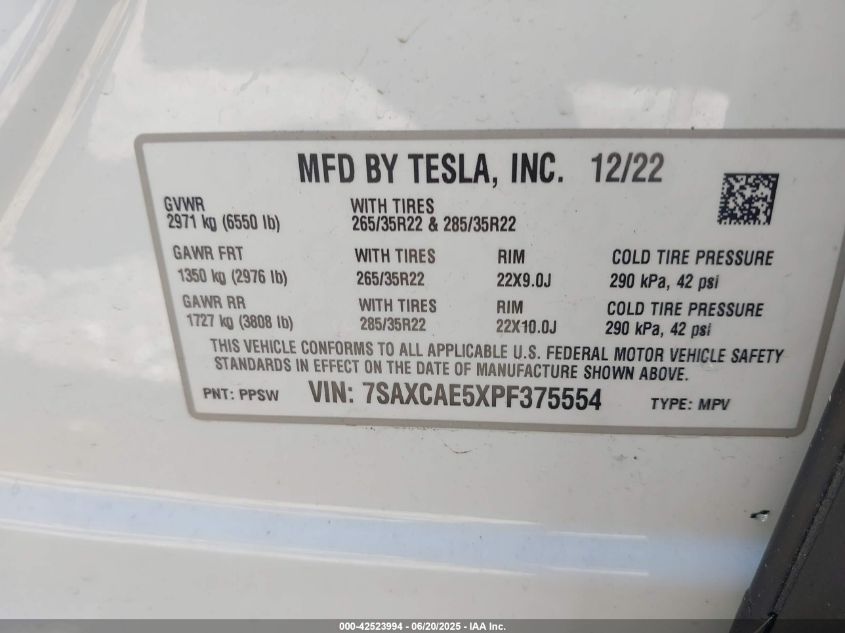 MFD BY TESLA, INC. 12/22
GVWR
2971 kg (6550 lb)
WITH TIRES
265/35R22 & 285/35R22
GAWR FRT
1350 kg (2976 lb)
WITH TIRES
265/35R22
RIM
22X9.0J
COLD TIRE PRESSURE
290 kPa, 42 psi
GAWR RR
1727 kg (3808 lb)
WITH TIRES
285/35R22
RIM
22X10.0J
COLD TIRE PRESSURE
290 kPa, 42 psi
THIS VEHICLE CONFORMS TO ALL APPLICABLE U.S. FEDERAL MOTOR VEHICLE SAFETY
STANDARDS IN EFFECT ON THE DATE OF MANUFACTURE SHOWN ABOVE.
PNT: PPSW VIN: 7SAXCAE5XPF375554 TYPE: MPV
000-42523994 - 06/20/2025 - IAA Inc.